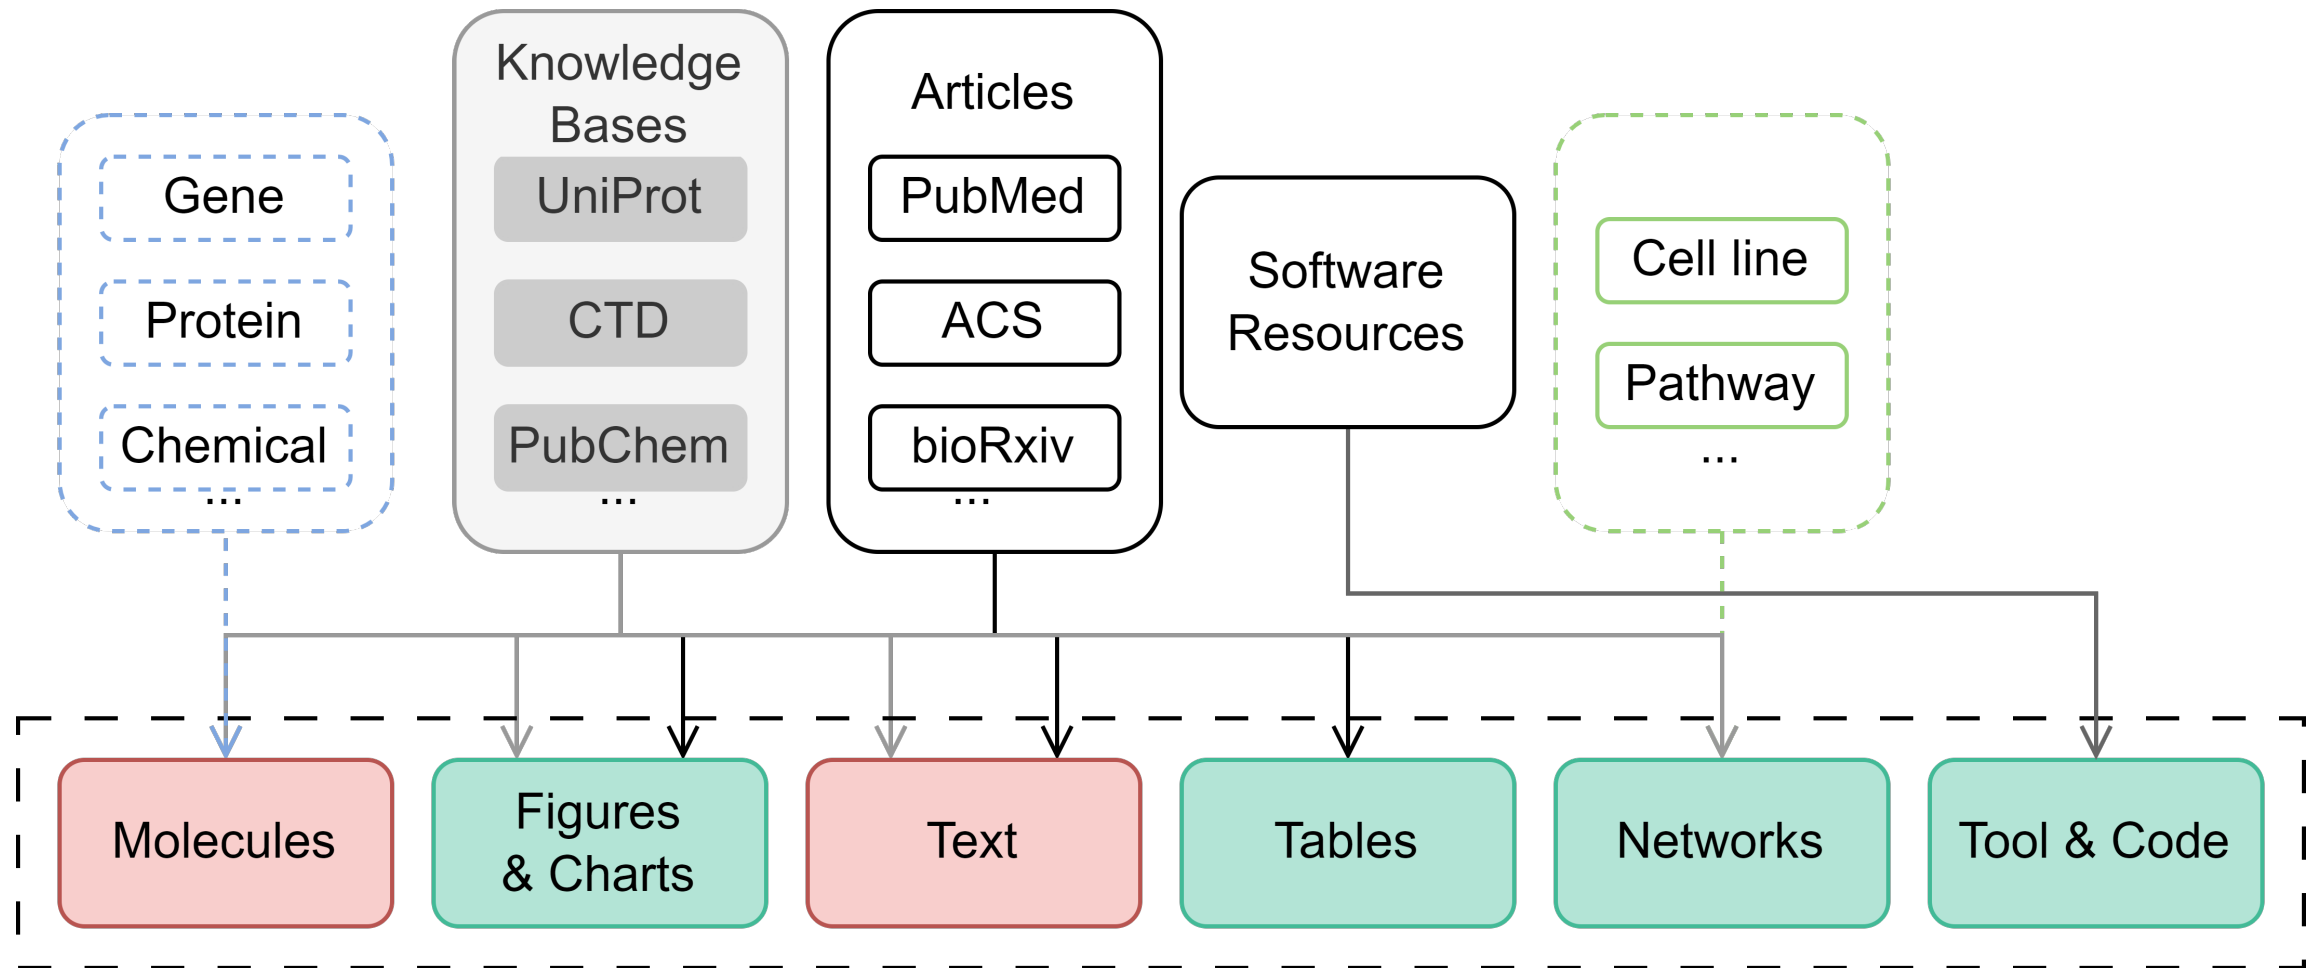 Gene
Protein
Chemical
...
Knowledge
Bases
UniProt
CTD
PubChem
...
Articles
PubMed
ACS
bioRxiv
...
Software
Resources
Cell line
Pathway
...
Molecules
Figures
& Charts
Text
Tables
Networks
Tool & Code